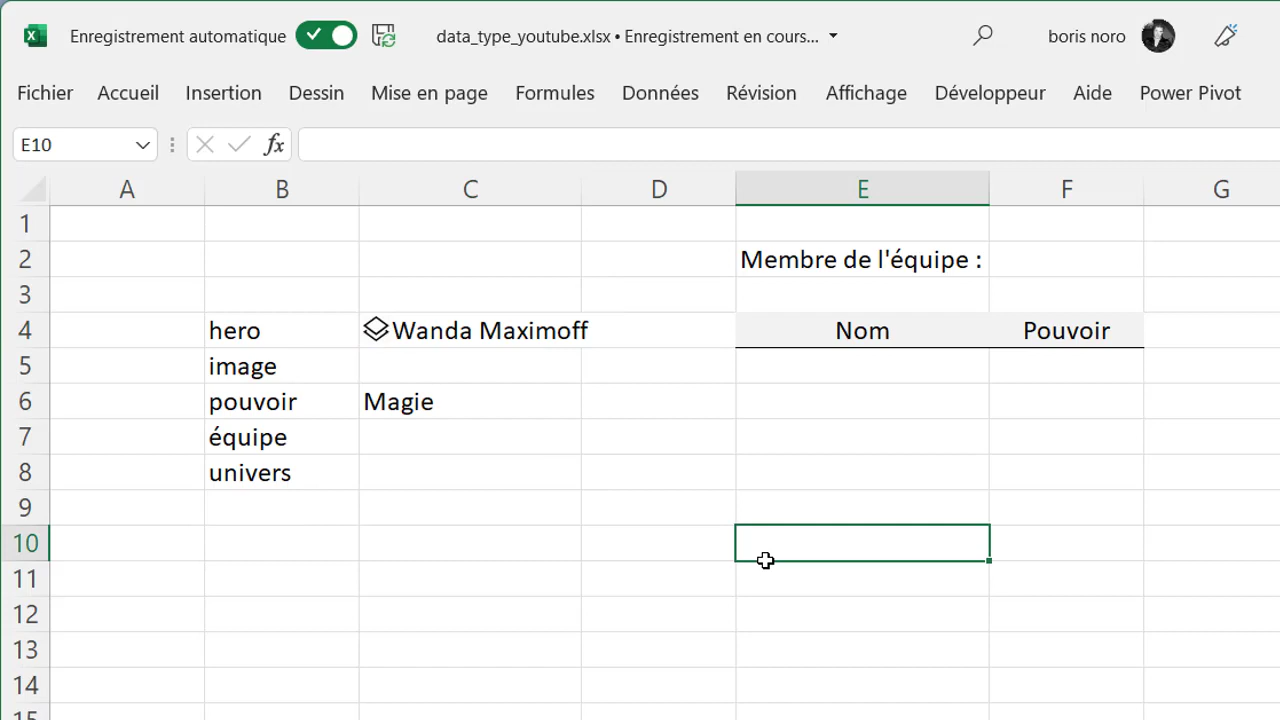 Enregistrement automatique data_type_youtube.xlsx • Enregistrement en cours... boris noro
Fichier Accueil Insertion Dessin Mise en page Formules Données Révision Affichage Développeur Aide Power Pivot
E10 fx
A B C D E F G
1
2 Membre de l'équipe :
3
4 hero Wanda Maximoff Nom Pouvoir
5 image
6 pouvoir Magie
7 équipe
8 univers
9
10
11
12
13
14
15